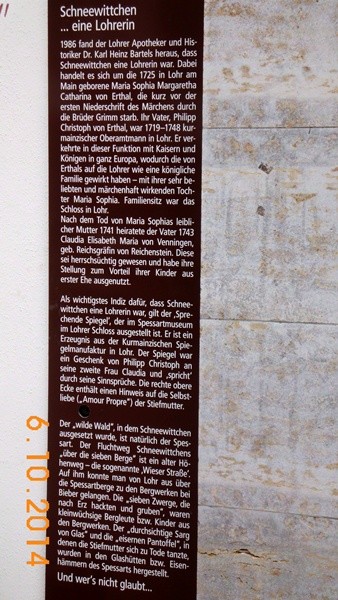 Schneewittchen
... eine Lohrerin
1986 fand der Lohrer Apotheker und His-
toriker Dr. Karl Heinz Bartels heraus, dass
Schneewittchen eine Lohrerin war. Dabei
handelt es sich um die 1725 in Lohr am
Main geborene Maria Sophia Margaretha
Catharina von Erthal, die kurz vor der
ersten Niederschrift des Märchens durch
die Brüder Grimm starb. Ihr Vater, Philipp
Christoph von Erthal, war 1719–1748 kur-
mainzischer Oberamtmann in Lohr. Er ver-
kehrte in dieser Funktion mit Kaisern und
Königen in ganz Europa, wodurch die von
Erthals auf die Lohrer wie eine königliche
Familie gewirkt haben – mit ihrer sehr be-
liebten und märchenhaft wirkenden Toch-
ter Maria Sophia. Familiensitz war das
Schloss in Lohr.
Nach dem Tod von Maria Sophias leibli-
cher Mutter 1741 heiratete der Vater 1743
Claudia Elisabeth Maria von Venningen,
geb. Reichsgräfin von Reichenstein. Diese
sei herrschsüchtig gewesen und habe ihre
Stellung zum Vorteil ihrer Kinder aus
erster Ehe ausgenutzt.
Als wichtigstes Indiz dafür, dass Schnee-
wittchen eine Lohrerin war, gilt der ‚Spre-
chende Spiegel', der im Spessartmuseum
im Lohrer Schloss ausgestellt ist. Er ist ein
Erzeugnis aus der Kurmainzischen Spie-
gelmanufaktur in Lohr. Der Spiegel war
ein Geschenk von Philipp Christoph an
seine zweite Frau Claudia und ‚spricht'
durch seine Sinnsprüche. Die rechte obere
Ecke enthält einen Hinweis auf die Selbst-
liebe („Amour Propre") der Stiefmutter.
Der „wilde Wald", in dem Schneewittchen
ausgesetzt wurde, ist natürlich der Spes-
sart. Der Fluchtweg Schneewittchens
„über die sieben Berge" ist ein alter Hö-
henweg – die sogenannte ‚Wieser Straße'.
Auf ihm konnte man von Lohr aus über
die Spessartberge zu den Bergwerken bei
Bieber gelangen. Die „sieben Zwerge, die
nach Erz hackten und gruben", waren
kleinwüchsige Bergleute bzw. Kinder aus
den Bergwerken. Der „durchsichtige Sarg
von Glas" und die „eisernen Pantoffel", in
denen die Stiefmutter sich zu Tode tanzte,
wurden in den Glashütten bzw. Eisen-
hämmern des Spessarts hergestellt.
Und wer's nicht glaubt...
6.10.2014